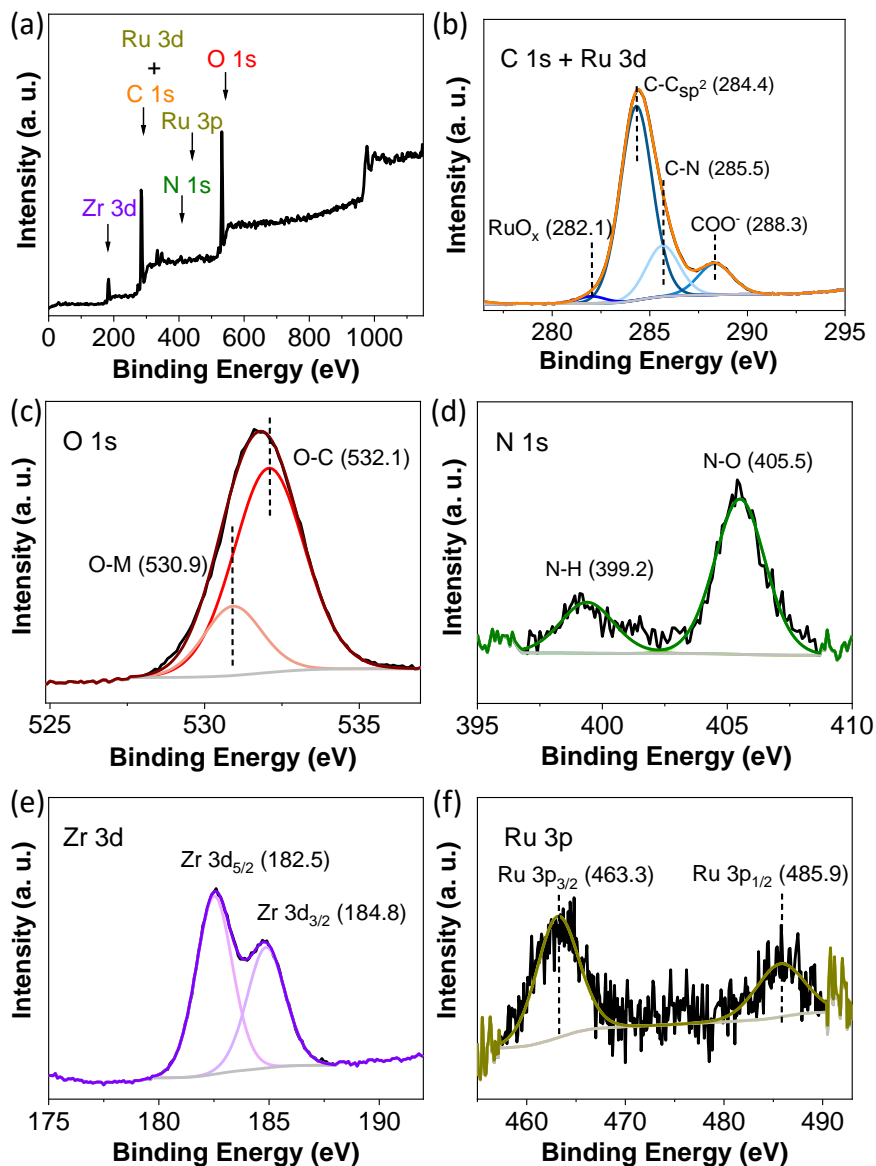 (a)
Ru 3d
+
C 1s
O 1s
Ru 3p
N 1s
Zr 3d
Intensity (a. u.)
0 200 400 600 800 1000
Binding Energy (eV)
(b)
C 1s + Ru 3d
C-Csp² (284.4)
C-N (285.5)
RuOₓ (282.1)
COO⁻ (288.3)
Intensity (a. u.)
280 285 290 295
Binding Energy (eV)
(c)
O 1s
O-C (532.1)
O-M (530.9)
Intensity (a. u.)
525 530 535
Binding Energy (eV)
(d)
N 1s
N-O (405.5)
N-H (399.2)
Intensity (a. u.)
395 400 405 410
Binding Energy (eV)
(e)
Zr 3d
Zr 3d5/2 (182.5)
Zr 3d3/2 (184.8)
Intensity (a. u.)
175 180 185 190
Binding Energy (eV)
(f)
Ru 3p
Ru 3p3/2 (463.3)
Ru 3p1/2 (485.9)
Intensity (a. u.)
460 470 480 490
Binding Energy (eV)